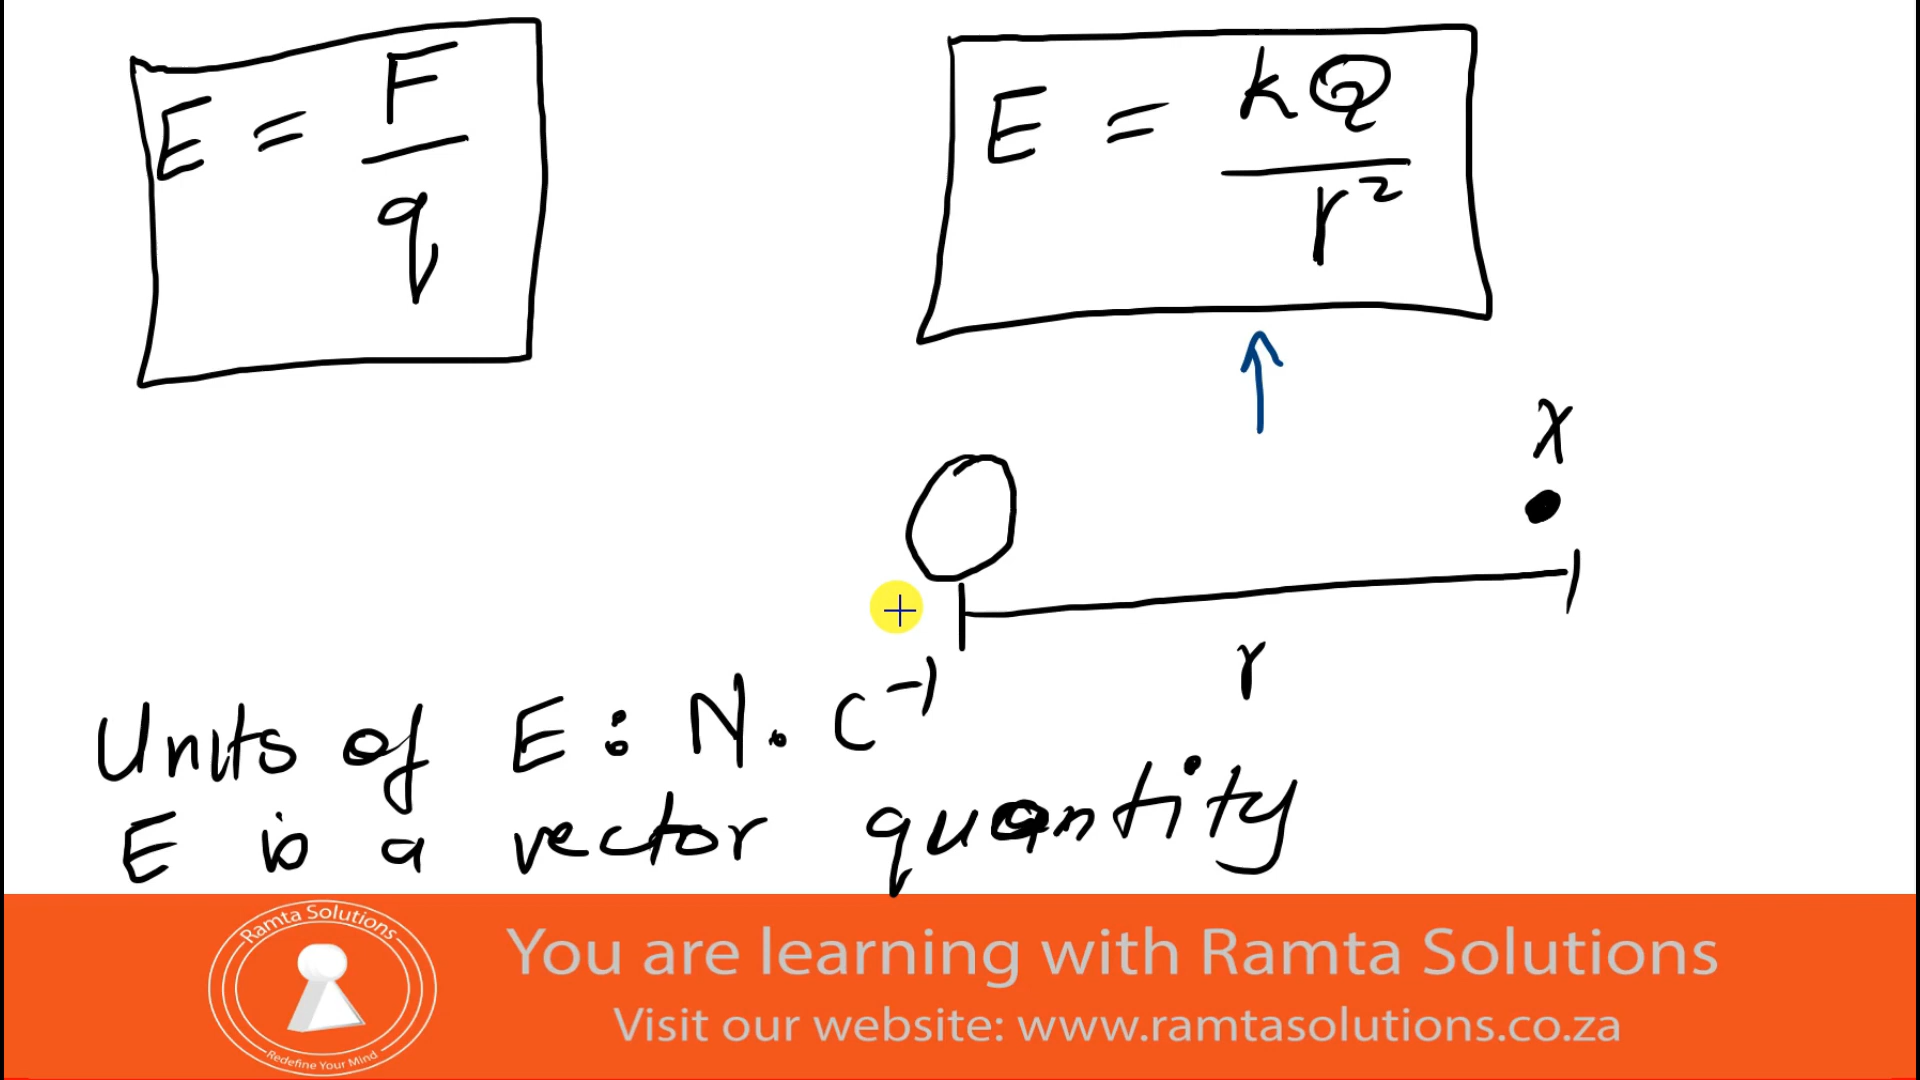 E = F/q
E = kQ/r²
x
r
Units of E : N. C⁻¹
E is a vector quantity
Ramta Solutions
Redefine Your Mind
You are learning with Ramta Solutions
Visit our website: www.ramtasolutions.co.za